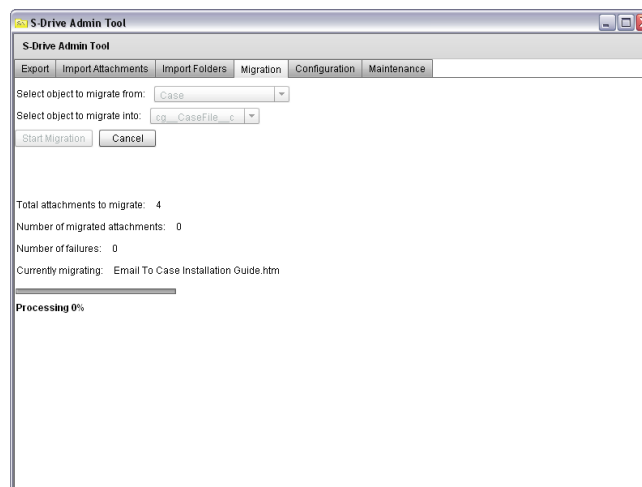 S-Drive Admin Tool
S-Drive Admin Tool
Export Import Attachments Import Folders Migration Configuration Maintenance
Select object to migrate from: Case
Select object to migrate into: cg__CaseFile__c
Start Migration Cancel
Total attachments to migrate: 4
Number of migrated attachments: 0
Number of failures: 0
Currently migrating: Email To Case Installation Guide.htm
Processing 0%